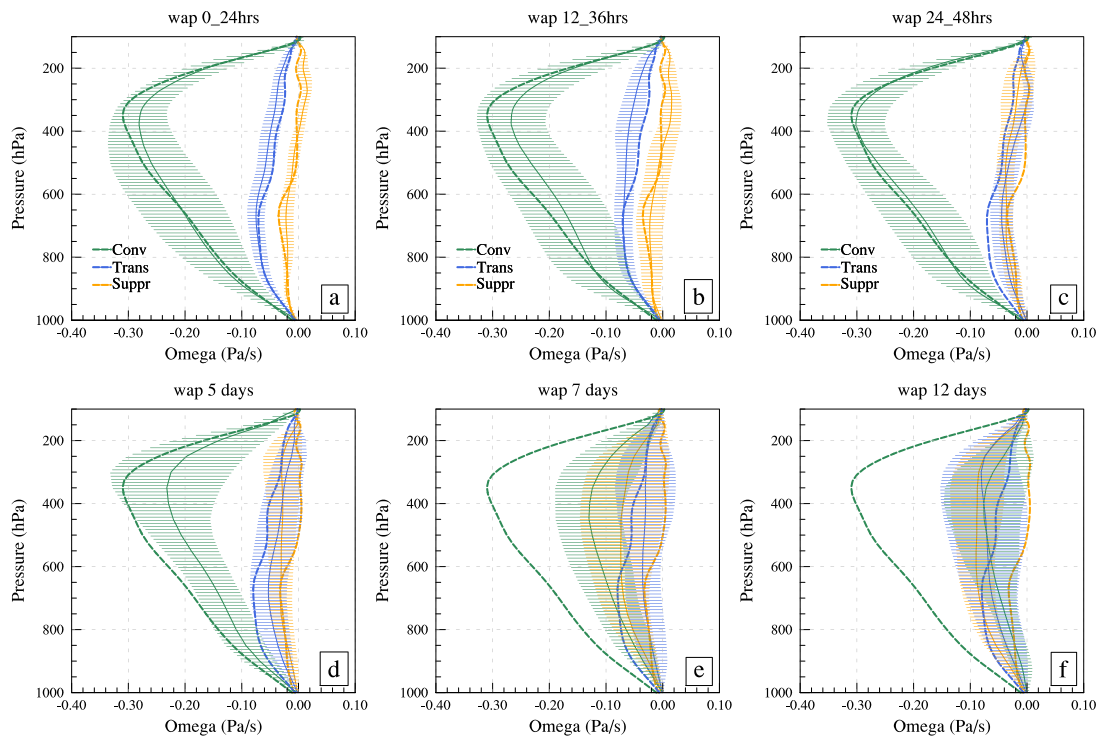 wap 0_24hrs
Pressure (hPa)
200
400
600
800
1000
Conv
Trans
Suppr
a
-0.40 -0.30 -0.20 -0.10 0.00 0.10
Omega (Pa/s)
wap 12_36hrs
Pressure (hPa)
200
400
600
800
1000
Conv
Trans
Suppr
b
-0.40 -0.30 -0.20 -0.10 0.00 0.10
Omega (Pa/s)
wap 24_48hrs
Pressure (hPa)
200
400
600
800
1000
Conv
Trans
Suppr
c
-0.40 -0.30 -0.20 -0.10 0.00 0.10
Omega (Pa/s)
wap 5 days
Pressure (hPa)
200
400
600
800
1000
d
-0.40 -0.30 -0.20 -0.10 0.00 0.10
Omega (Pa/s)
wap 7 days
Pressure (hPa)
200
400
600
800
1000
e
-0.40 -0.30 -0.20 -0.10 0.00 0.10
Omega (Pa/s)
wap 12 days
Pressure (hPa)
200
400
600
800
1000
f
-0.40 -0.30 -0.20 -0.10 0.00 0.10
Omega (Pa/s)